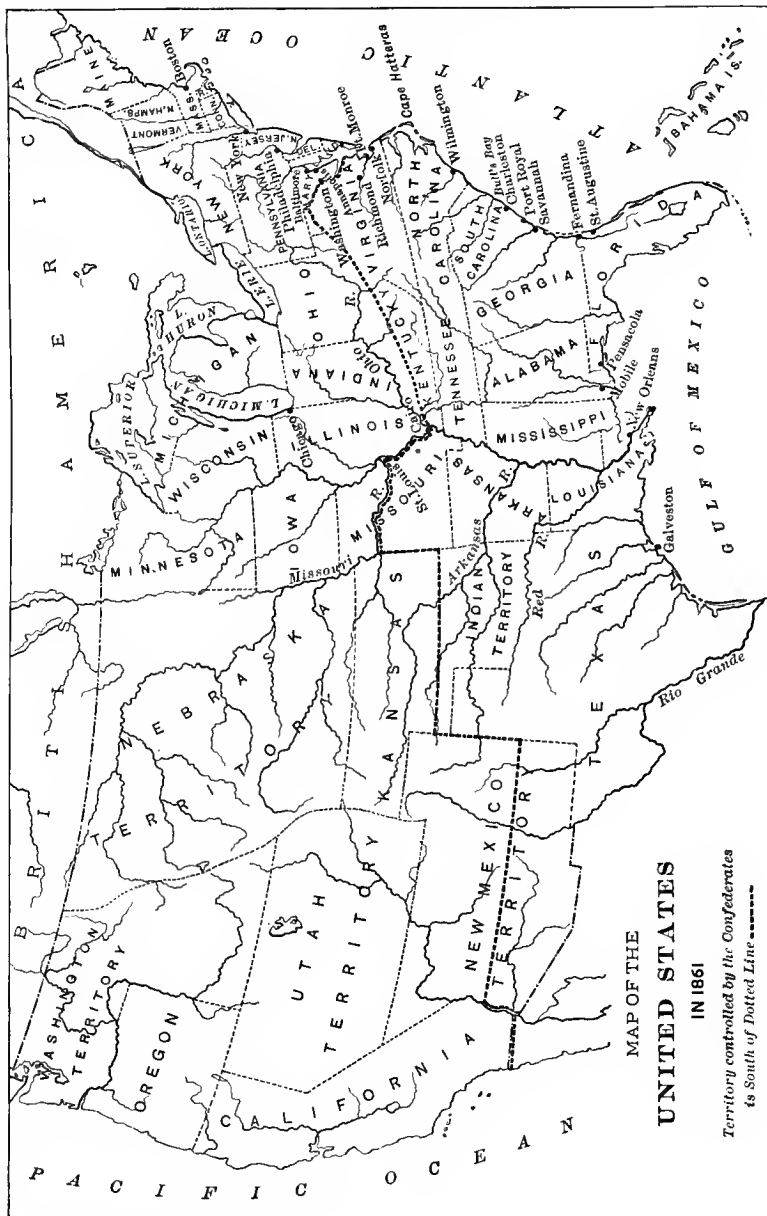 MAP OF THE
UNITED STATES
IN 1861
Territory controlled by the Confederates
is South of Dotted Line
BRITISH AMERICA
PACIFIC OCEAN
ATLANTIC OCEAN
GULF OF MEXICO
BAHAMA IS.
WASHINGTON
TERRITORY
OREGON
CALIFORNIA
UTAH
TERRITORY
NEW MEXICO
TERRITORY
NEBRASKA
TERRITORY
KANSAS
INDIAN
TERRITORY
TEXAS
MINNESOTA
IOWA
MISSOURI
ARKANSAS
LOUISIANA
WISCONSIN
ILLINOIS
MICHIGAN
INDIANA
OHIO
KENTUCKY
TENNESSEE
MISSISSIPPI
ALABAMA
GEORGIA
FLORIDA
SOUTH
CAROLINA
NORTH
CAROLINA
VIRGINIA
MARY
DEL.
PENNSYLVANIA
N. JERSEY
NEW YORK
CONN.
MASS.
VERMONT
N. HAMPS.
MAINE
L. SUPERIOR
L. MICHIGAN
L. HURON
L. ERIE
L. ONTARIO
Missouri R.
Ohio R.
Arkansas R.
Red R.
Rio Grande
Boston
New York
Philadelphia
Baltimore
Annapolis
Washington
Ft. Monroe
Richmond
Norfolk
Cape Hatteras
Wilmington
Bull's Bay
Charleston
Port Royal
Savannah
Fernandina
St. Augustine
Pensacola
Mobile
New Orleans
Galveston
Chicago
St. Louis
Cairo